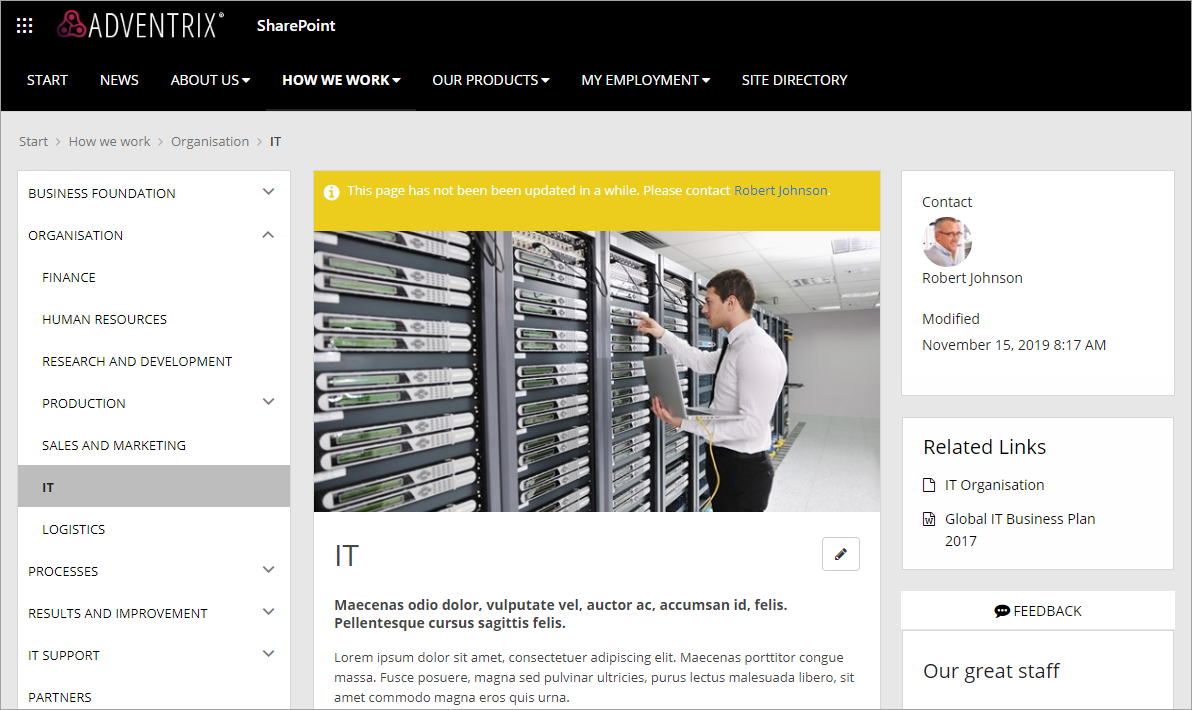 ADVENTRIX®
SharePoint
START
NEWS
ABOUT US
HOW WE WORK
OUR PRODUCTS
MY EMPLOYMENT
SITE DIRECTORY
Start > How we work > Organisation > IT
BUSINESS FOUNDATION
ORGANISATION
FINANCE
HUMAN RESOURCES
RESEARCH AND DEVELOPMENT
PRODUCTION
SALES AND MARKETING
IT
LOGISTICS
PROCESSES
RESULTS AND IMPROVEMENT
IT SUPPORT
PARTNERS
This page has not been been updated in a while. Please contact Robert Johnson.
IT
Maecenas odio dolor, vulputate vel, auctor ac, accumsan id, felis.
Pellentesque cursus sagittis felis.
Lorem ipsum dolor sit amet, consectetuer adipiscing elit. Maecenas porttitor congue
massa. Fusce posuere, magna sed pulvinar ultricies, purus lectus malesuada libero, sit
amet commodo magna eros quis urna.
Contact
Robert Johnson
Modified
November 15, 2019 8:17 AM
Related Links
IT Organisation
Global IT Business Plan
2017
FEEDBACK
Our great staff